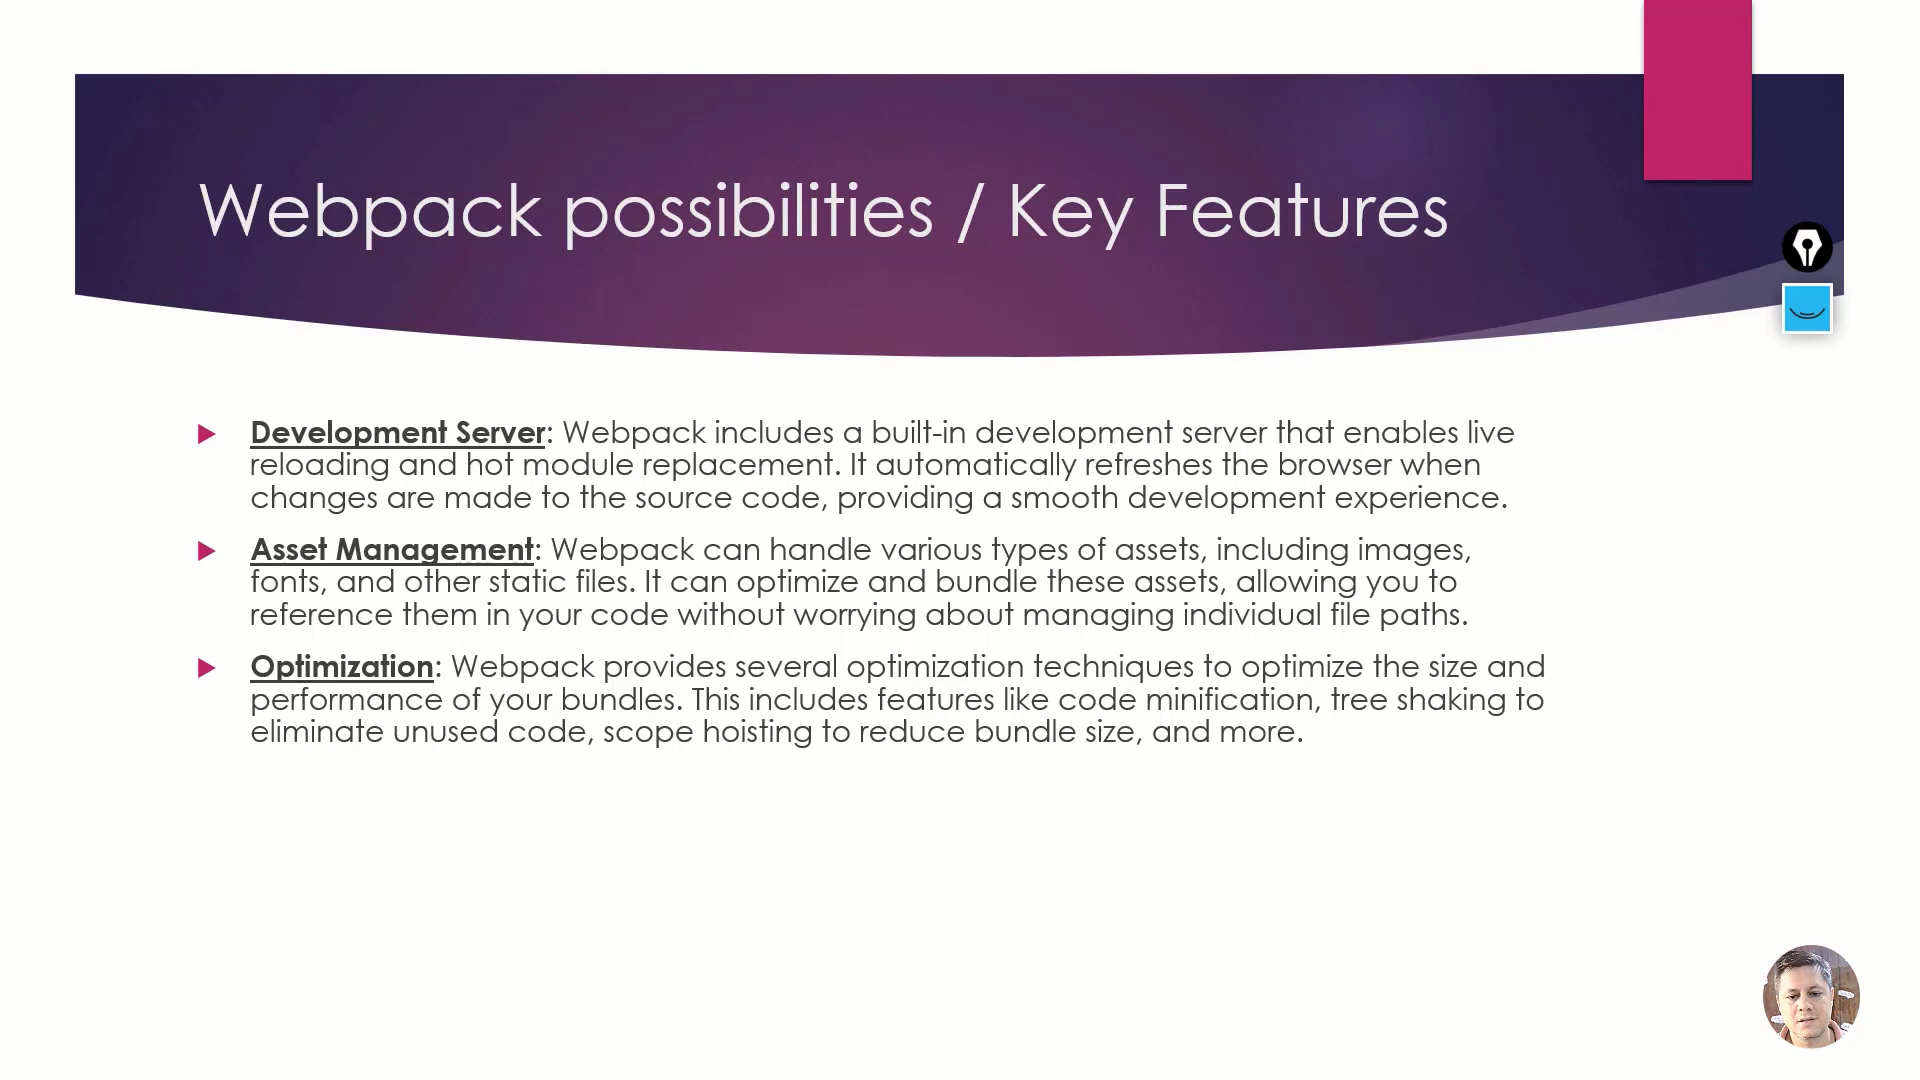 Webpack possibilities / Key Features
Development Server: Webpack includes a built-in development server that enables live
reloading and hot module replacement. It automatically refreshes the browser when
changes are made to the source code, providing a smooth development experience.
Asset Management: Webpack can handle various types of assets, including images,
fonts, and other static files. It can optimize and bundle these assets, allowing you to
reference them in your code without worrying about managing individual file paths.
Optimization: Webpack provides several optimization techniques to optimize the size and
performance of your bundles. This includes features like code minification, tree shaking to
eliminate unused code, scope hoisting to reduce bundle size, and more.